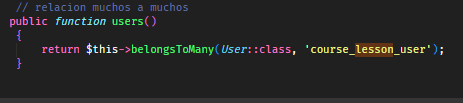 // relacion muchos a muchos
public function users()
{
return $this->belongsToMany(User::class, 'course_lesson_user');
}